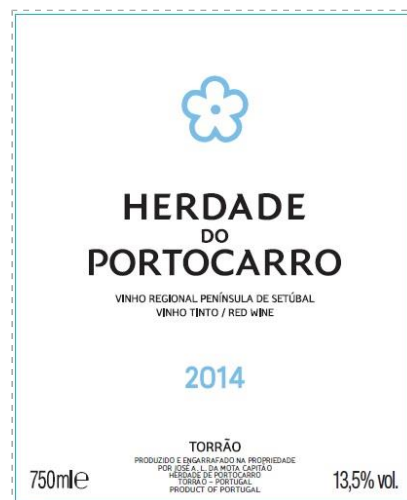 HERDADE
DO
PORTOCARRO
VINHO REGIONAL PENÍNSULA DE SETÚBAL
VINHO TINTO / RED WINE
2014
TORRÃO
PRODUZIDO E ENGARRAFADO NA PROPRIEDADE
POR JOSÉ A. L. DA MOTA CAPITÃO
HERDADE DE PORTOCARRO
TORRÃO – PORTUGAL
PRODUCT OF PORTUGAL
750ml℮
13,5% vol.